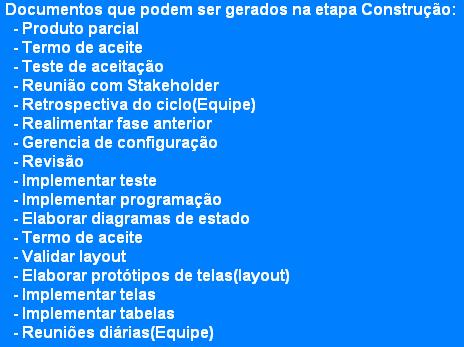 Documentos que podem ser gerados na etapa Construção:
- Produto parcial
- Termo de aceite
- Teste de aceitação
- Reunião com Stakeholder
- Retrospectiva do ciclo(Equipe)
- Realimentar fase anterior
- Gerencia de configuração
- Revisão
- Implementar teste
- Implementar programação
- Elaborar diagramas de estado
- Termo de aceite
- Validar layout
- Elaborar protótipos de telas(layout)
- Implementar telas
- Implementar tabelas
- Reuniões diárias(Equipe)